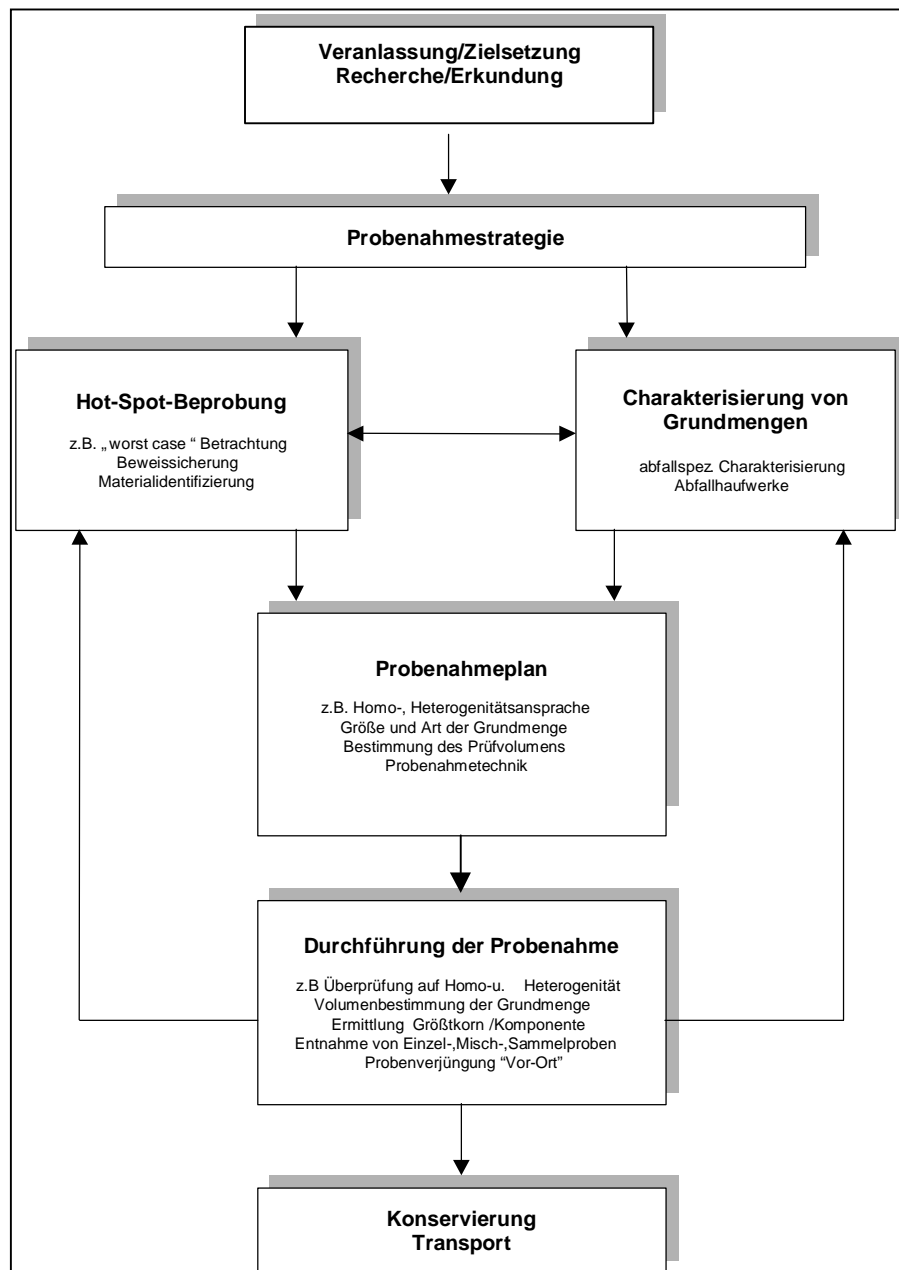 Veranlassung/Zielsetzung
Recherche/Erkundung
Probenahmestrategie
Hot-Spot-Beprobung
z.B. „worst case “ Betrachtung
Beweissicherung
Materialidentifizierung
Charakterisierung von
Grundmengen
abfallspez. Charakterisierung
Abfallhaufwerke
Probenahmeplan
z.B. Homo-, Heterogenitätsansprache
Größe und Art der Grundmenge
Bestimmung des Prüfvolumens
Probenahmetechnik
Durchführung der Probenahme
z.B Überprüfung auf Homo-u. Heterogenität
Volumenbestimmung der Grundmenge
Ermittlung Größtkorn /Komponente
Entnahme von Einzel-,Misch-,Sammelproben
Probenverjüngung “Vor-Ort”
Konservierung
Transport